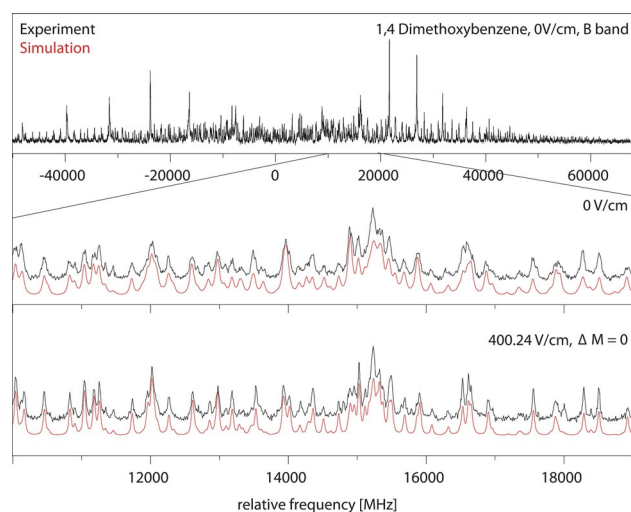 Experiment
Simulation
1,4 Dimethoxybenzene, 0V/cm, B band
-40000 -20000 0 20000 40000 60000
0 V/cm
400.24 V/cm, Δ M = 0
12000 14000 16000 18000
relative frequency [MHz]